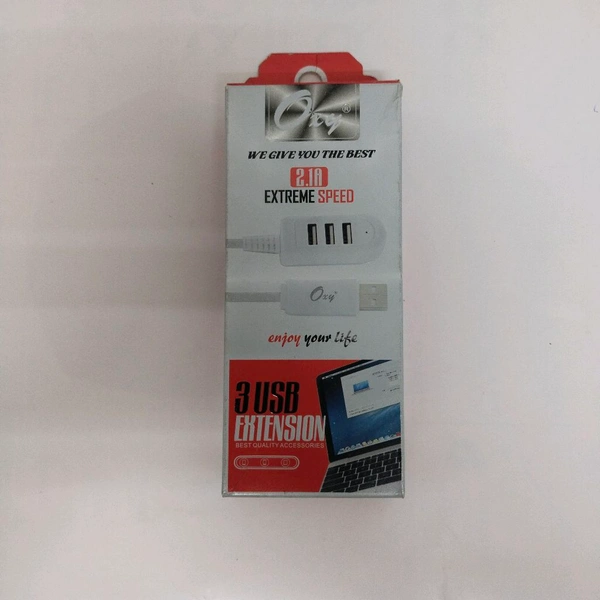 Oxy®
WE GIVE YOU THE BEST
2.1A
EXTREME SPEED
Oxy
enjoy your life
3 USB
EXTENSION
BEST QUALITY ACCESSORIES